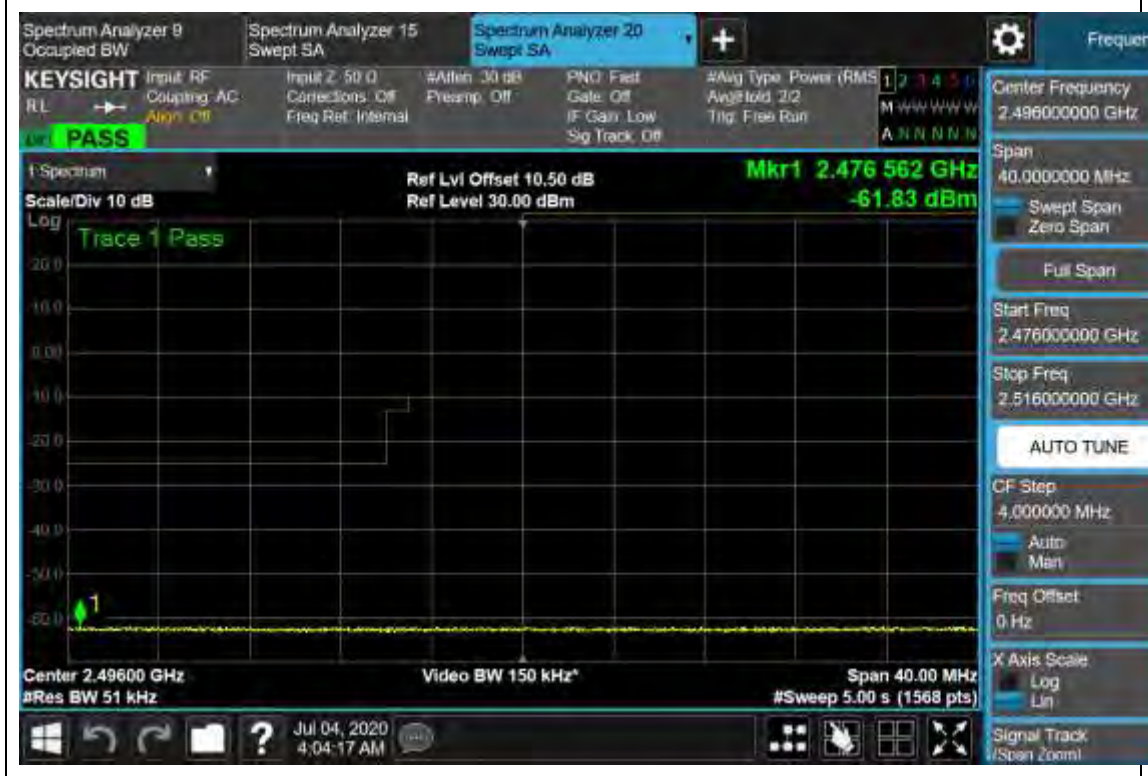 Spectrum Analyzer 9
Occupied BW
Spectrum Analyzer 15
Swept SA
Spectrum Analyzer 20
Swept SA
Frequen
KEYSIGHT
RL
PASS
Input: RF
Coupling: AC
Align: Off
Input Z: 50 Ω
Corrections: Off
Freq Ref: Internal
#Atten: 30 dB
Preamp: Off
PNO: Fast
Gate: Off
IF Gain: Low
Sig Track: Off
#Avg Type: Power (RMS
Avg|Hold: 2/2
Trig: Free Run
1 2 3 4 5 6
M W W W W W
A N N N N N
1 Spectrum
Scale/Div 10 dB
Ref Lvl Offset 10.50 dB
Ref Level 30.00 dBm
Mkr1 2.476 562 GHz
-61.83 dBm
Log
Trace 1 Pass
20.0
10.0
0.00
-10.0
-20.0
-30.0
-40.0
-50.0
-60.0
1
Center 2.49600 GHz
#Res BW 51 kHz
Video BW 150 kHz*
Span 40.00 MHz
#Sweep 5.00 s (1568 pts)
Jul 04, 2020
4:04:17 AM
Center Frequency
2.496000000 GHz
Span
40.0000000 MHz
Swept Span
Zero Span
Full Span
Start Freq
2.476000000 GHz
Stop Freq
2.516000000 GHz
AUTO TUNE
CF Step
4.000000 MHz
Auto
Man
Freq Offset
0 Hz
X Axis Scale
Log
Lin
Signal Track
(Span Zoom)